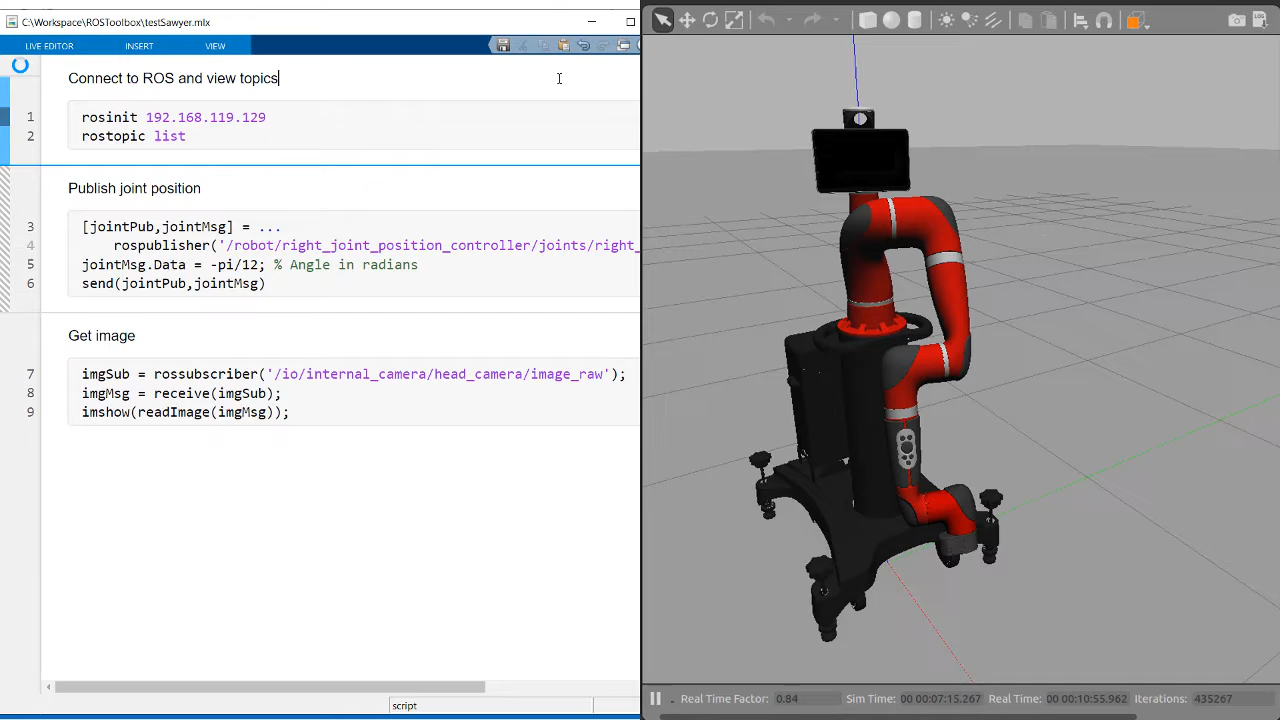 C:\Workspace\ROSToolbox\testSawyer.mlx
LIVE EDITOR INSERT VIEW
Connect to ROS and view topics
1 rosinit 192.168.119.129
2 rostopic list
Publish joint position
3 [jointPub,jointMsg] = ...
4 rospublisher('/robot/right_joint_position_controller/joints/right_
5 jointMsg.Data = -pi/12; % Angle in radians
6 send(jointPub,jointMsg)
Get image
7 imgSub = rossubscriber('/io/internal_camera/head_camera/image_raw');
8 imgMsg = receive(imgSub);
9 imshow(readImage(imgMsg));
script
LOG
Real Time Factor: 0.84 Sim Time: 00 00:07:15.267 Real Time: 00 00:10:55.962 Iterations: 435267